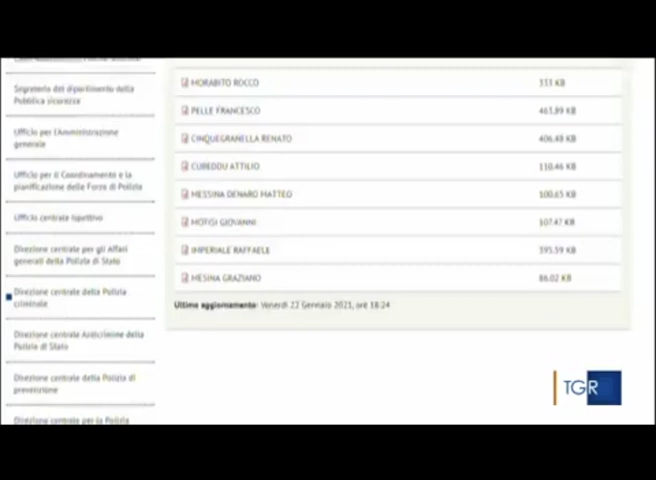 Segreteria del dipartimento della
Pubblica sicurezza
Ufficio per l'Amministrazione
generale
Ufficio per il Coordinamento e la
pianificazione delle Forze di Polizia
Ufficio centrale ispettivo
Direzione centrale per gli Affari
generali della Polizia di Stato
Direzione centrale della Polizia
criminale
Direzione centrale Anticrimine della
Polizia di Stato
Direzione centrale della Polizia di
prevenzione
Direzione centrale per la Polizia
MORABITO ROCCO 333 KB
PELLE FRANCESCO 463.89 KB
CINQUEGRANELLA RENATO 406.48 KB
CUBEDDU ATTILIO 110.46 KB
MESSINA DENARO MATTEO 100.65 KB
MOTISI GIOVANNI 107.47 KB
IMPERIALE RAFFAELE 395.59 KB
MESINA GRAZIANO 86.02 KB
Ultimo aggiornamento: Venerdì 22 Gennaio 2021, ore 18:24
TGR